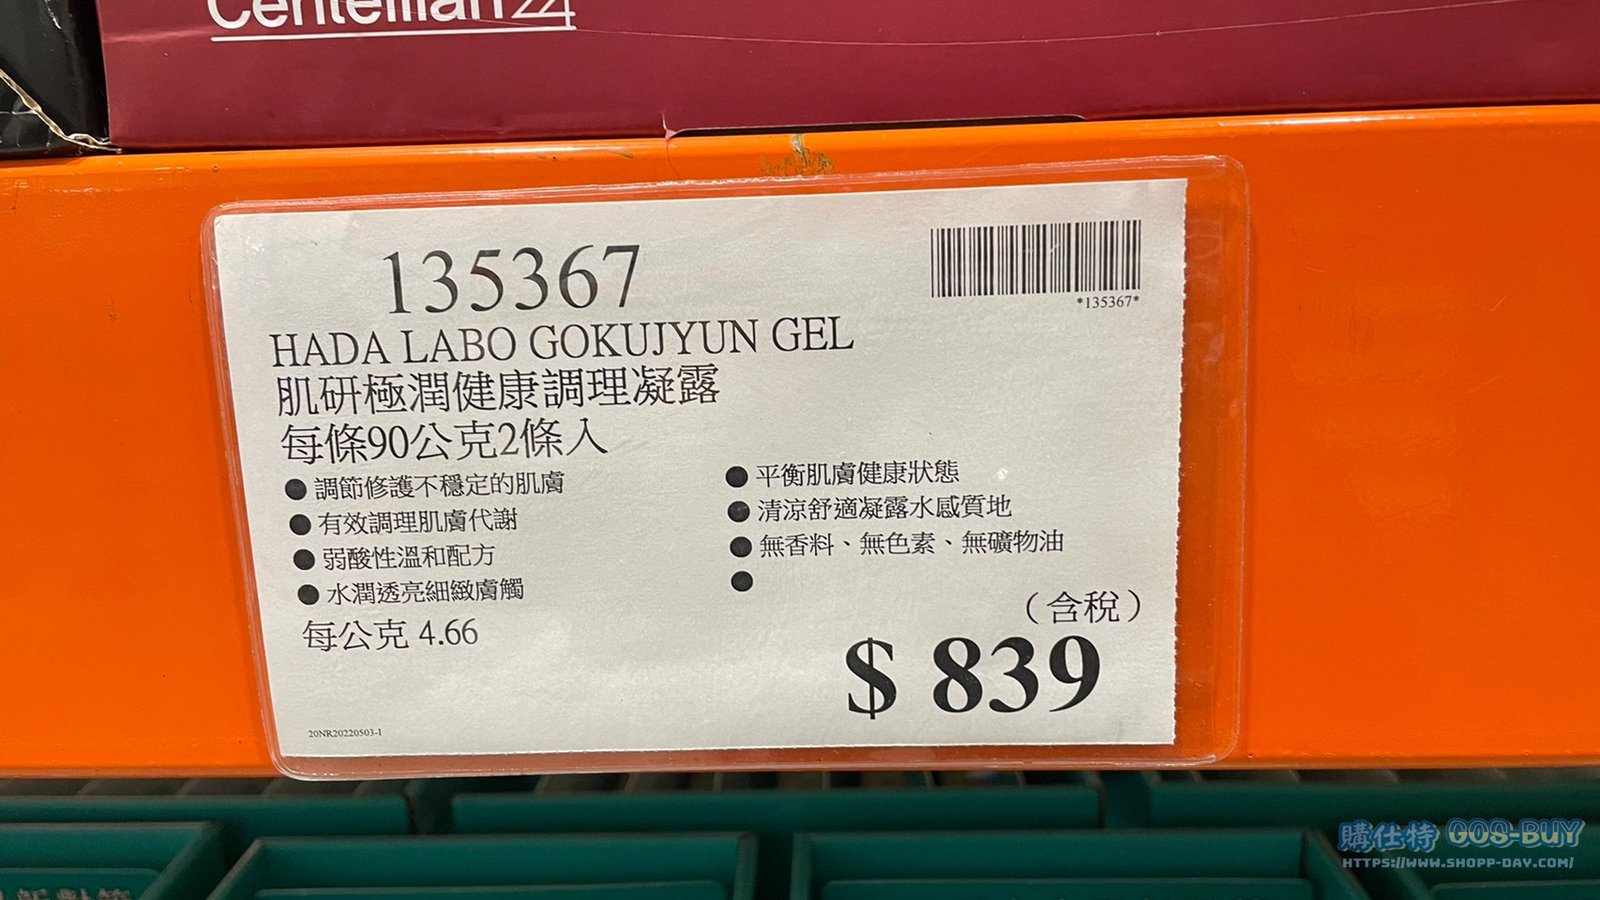 Centellian24
135367
*135367*
HADA LABO GOKUJYUN GEL
肌研極潤健康調理凝露
每條90公克2條入
●調節修護不穩定的肌膚
●有效調理肌膚代謝
●弱酸性溫和配方
●水潤透亮細緻膚觸
●平衡肌膚健康狀態
●清涼舒適凝露水感質地
●無香料、無色素、無礦物油
●
每公克 4.66
（含稅）
$ 839
20NR20220503-1
購仕特 GOS-BUY
HTTPS://WWW.SHOPP-DAY.COM/